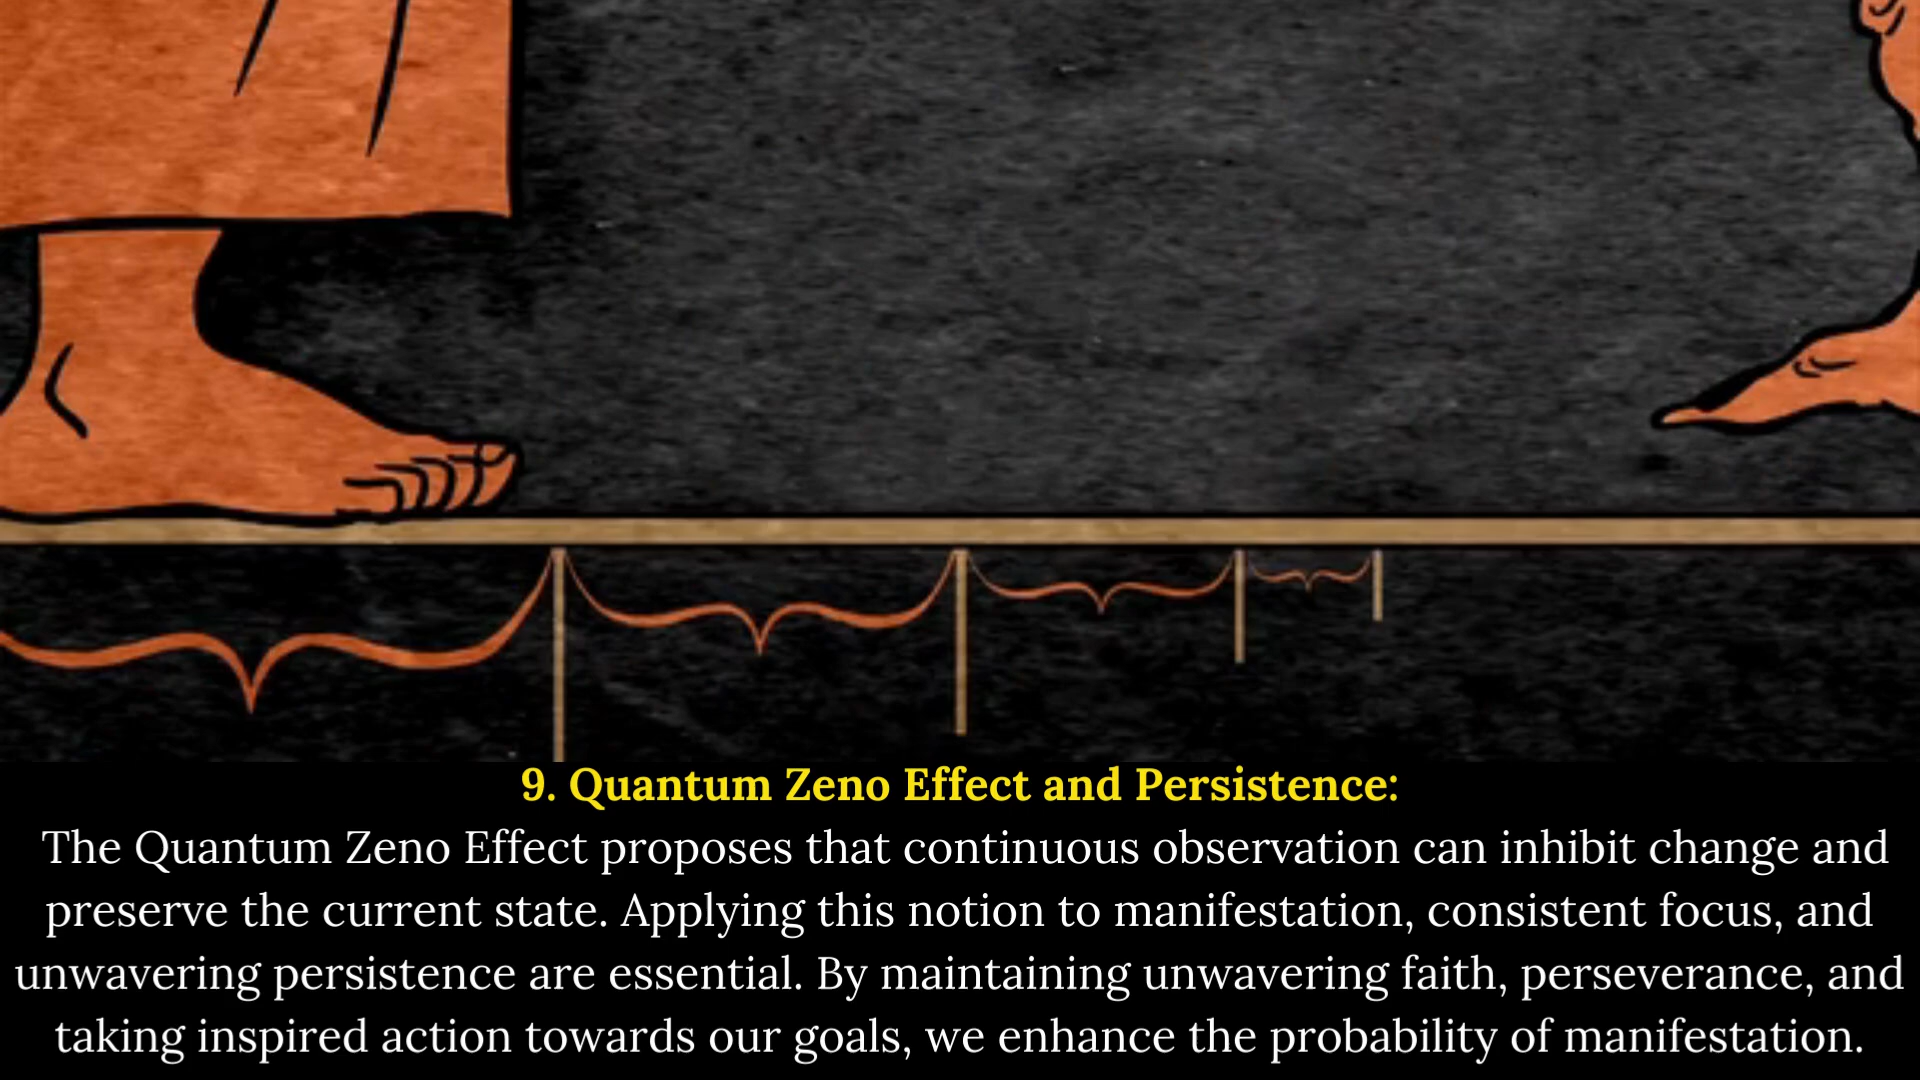 9. Quantum Zeno Effect and Persistence:
The Quantum Zeno Effect proposes that continuous observation can inhibit change and
preserve the current state. Applying this notion to manifestation, consistent focus, and
unwavering persistence are essential. By maintaining unwavering faith, perseverance, and
taking inspired action towards our goals, we enhance the probability of manifestation.